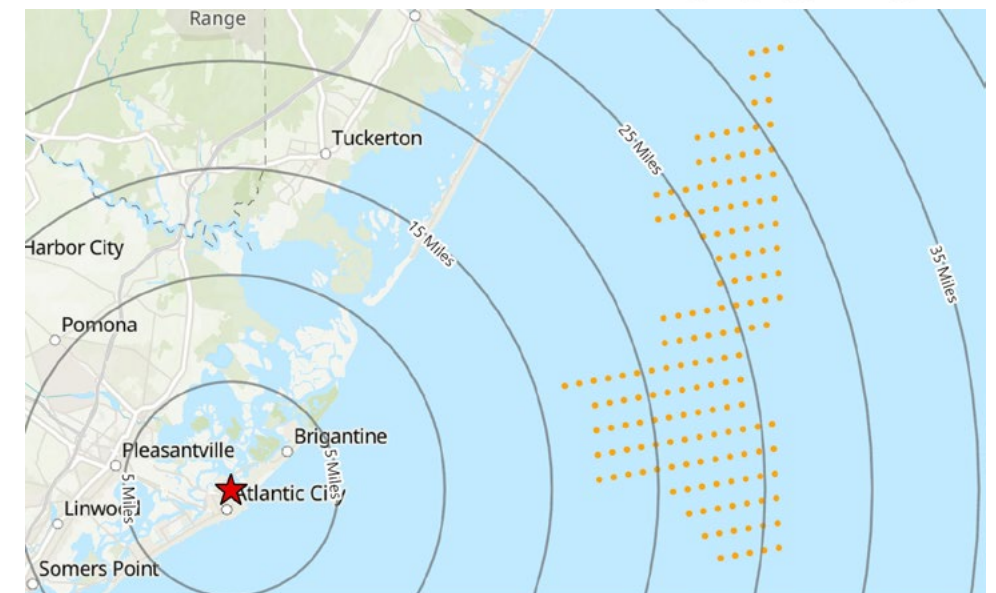 Range
Tuckerton
25 Miles
15 Miles
Harbor City
35 Miles
Pomona
Brigantine
Pleasantville
5 Miles
5 Miles
Atlantic City
Linwood
Somers Point